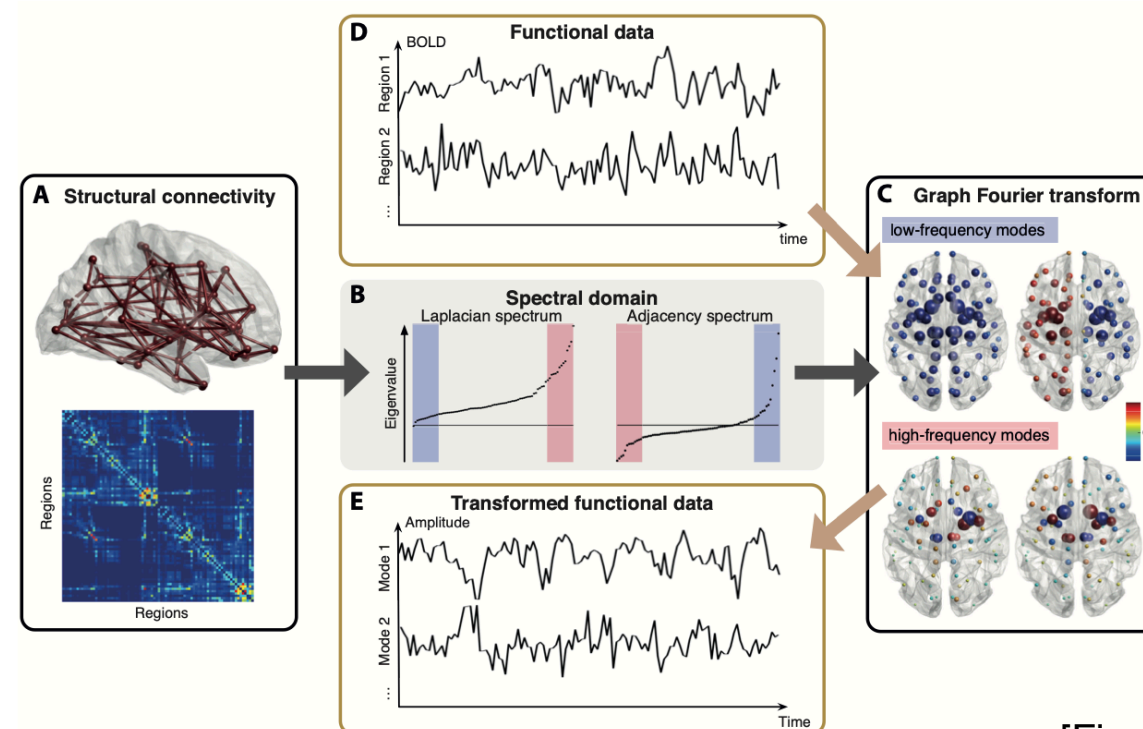 D Functional data
BOLD
Region 1
Region 2
...
time
A Structural connectivity
Regions
Regions
B Spectral domain
Laplacian spectrum Adjacency spectrum
Eigenvalue
C Graph Fourier transform
low-frequency modes
high-frequency modes
E Transformed functional data
Amplitude
Mode 1
Mode 2
...
Time